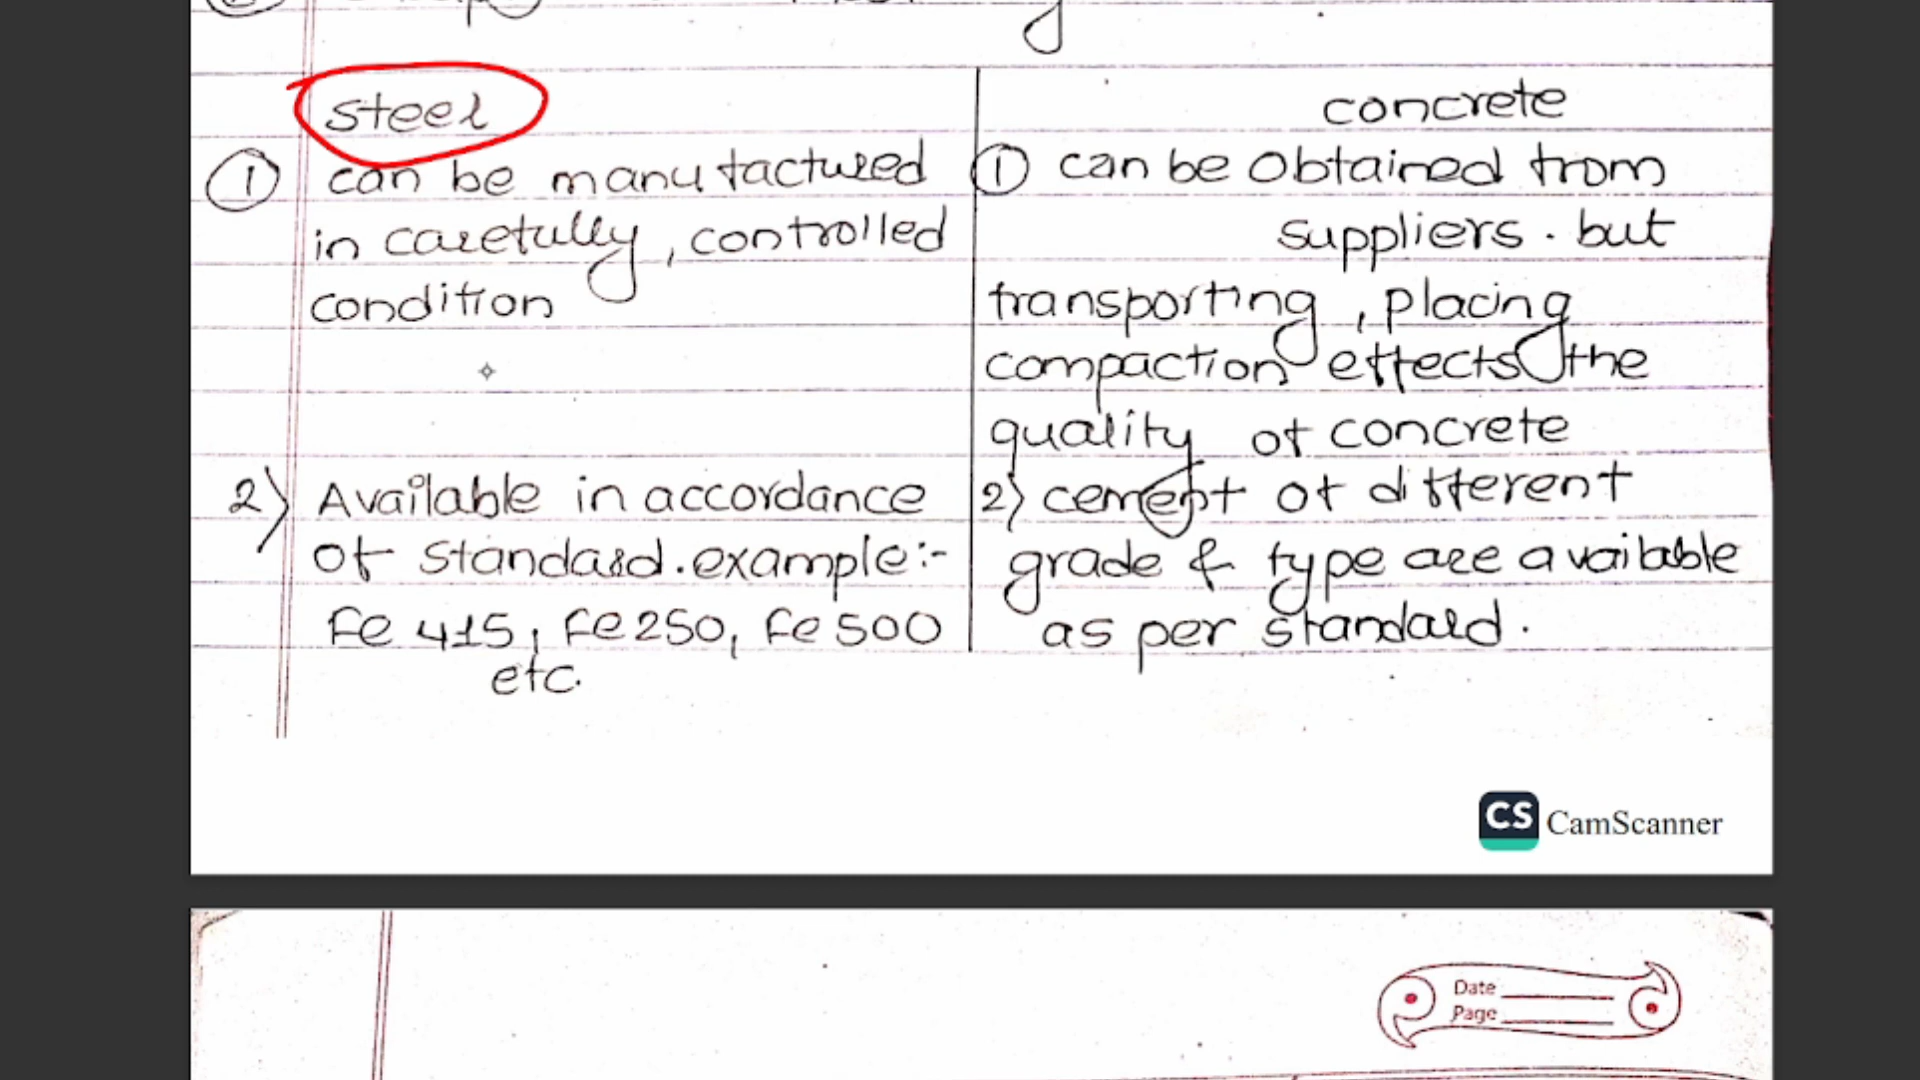 steel
concrete
① can be manufactured
in carefully, controlled
condition
① can be obtained from
suppliers. but
transporting, placing
compaction effects the
quality of concrete
2) Available in accordance
of standard. example:-
Fe 415, Fe 250, Fe 500
etc.
2) cement of different
grade & type are available
as per standard.
CS CamScanner
Date
Page